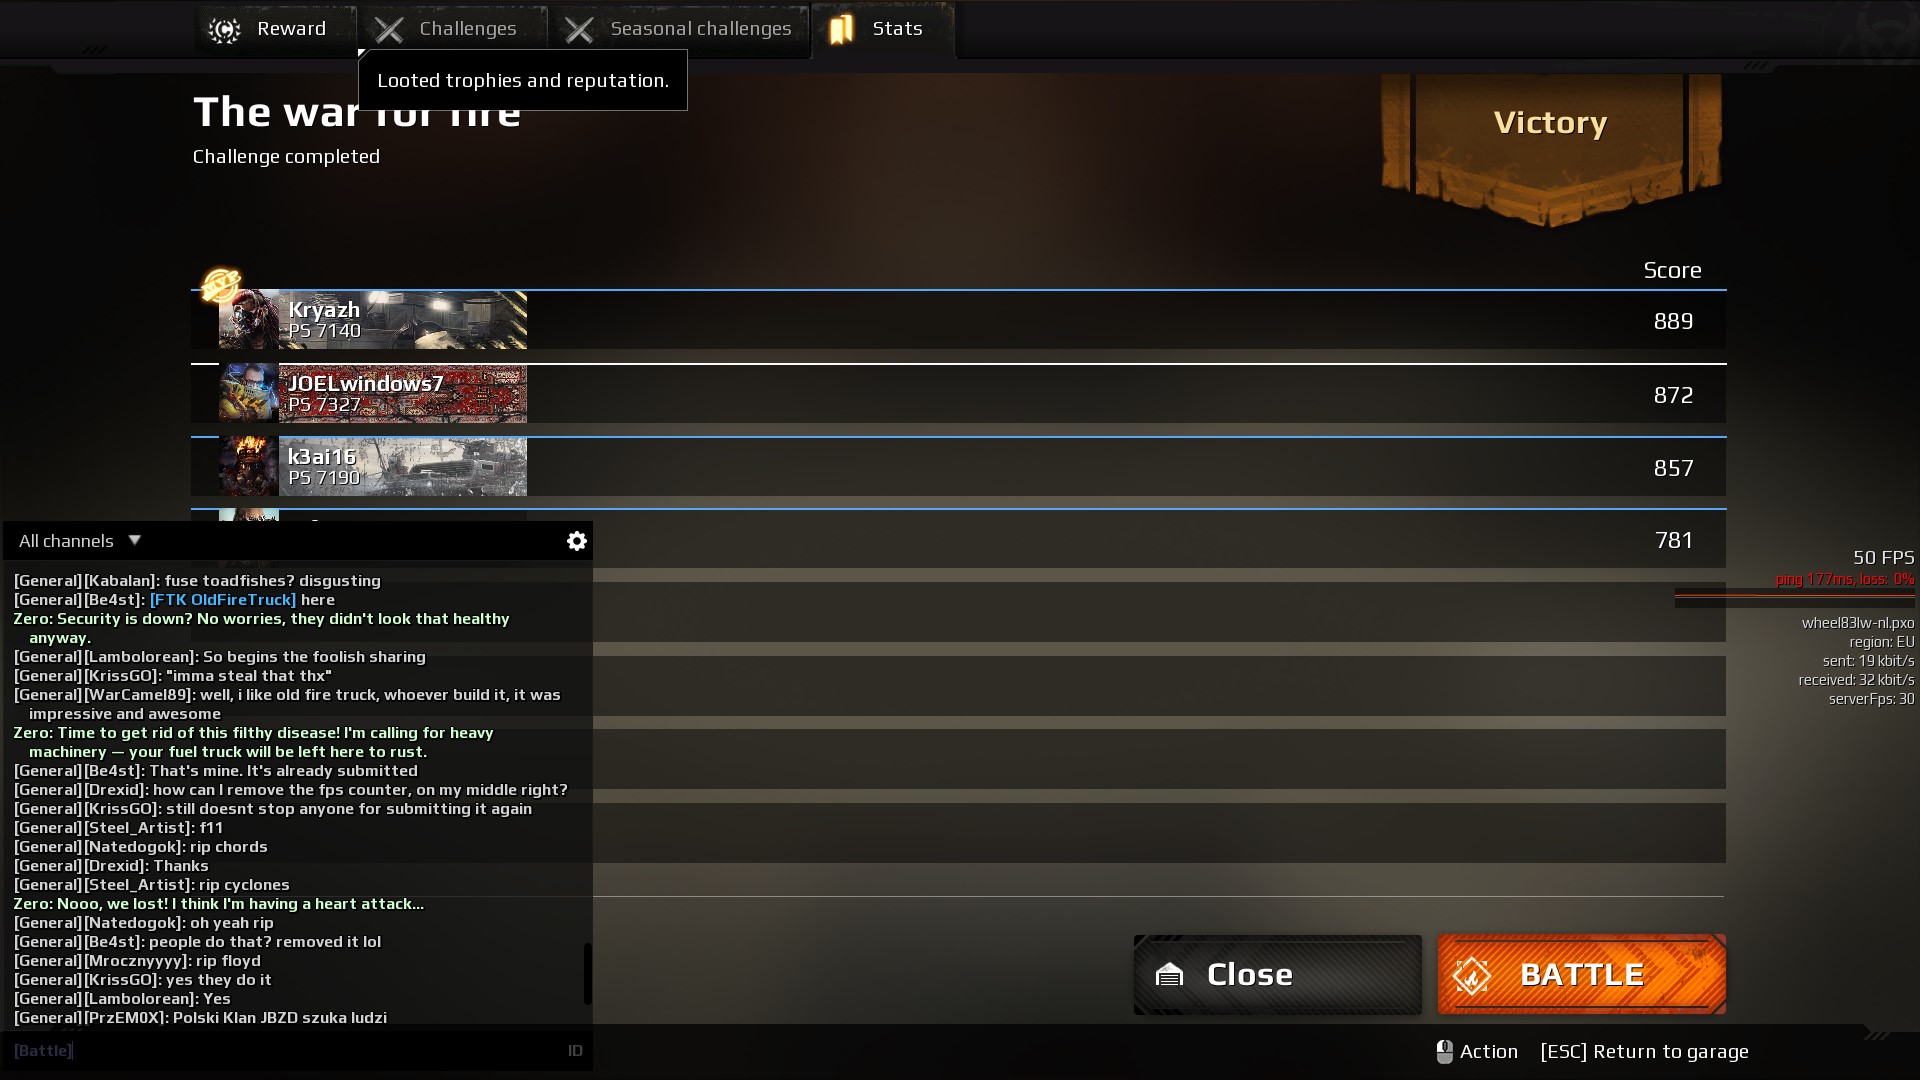 Reward
Challenges
Seasonal challenges
Stats
Looted trophies and reputation.
The war for fire
Challenge completed
Victory
Score
MVP
Kryazh
PS 7140
889
JOELwindows7
PS 7327
872
k3ai16
PS 7190
857
781
All channels
[General][Kabalan]: fuse toadfishes? disgusting
[General][Be4st]: [FTK OldFireTruck] here
Zero: Security is down? No worries, they didn't look that healthy
anyway.
[General][Lambolorean]: So begins the foolish sharing
[General][KrissGO]: "imma steal that thx"
[General][WarCamel89]: well, i like old fire truck, whoever build it, it was
impressive and awesome
Zero: Time to get rid of this filthy disease! I'm calling for heavy
machinery — your fuel truck will be left here to rust.
[General][Be4st]: That's mine. It's already submitted
[General][Drexid]: how can I remove the fps counter, on my middle right?
[General][KrissGO]: still doesnt stop anyone for submitting it again
[General][Steel_Artist]: f11
[General][Natedogok]: rip chords
[General][Drexid]: Thanks
[General][Steel_Artist]: rip cyclones
Zero: Nooo, we lost! I think I'm having a heart attack...
[General][Natedogok]: oh yeah rip
[General][Be4st]: people do that? removed it lol
[General][Mrocznyyyy]: rip floyd
[General][KrissGO]: yes they do it
[General][Lambolorean]: Yes
[General][PrzEM0X]: Polski Klan JBZD szuka ludzi
[Battle]
ID
50 FPS
ping 177ms, loss: 0%
wheel83lw-nl.pxo
region: EU
sent: 19 kbit/s
received: 32 kbit/s
serverFps: 30
Close
BATTLE
Action
[ESC] Return to garage